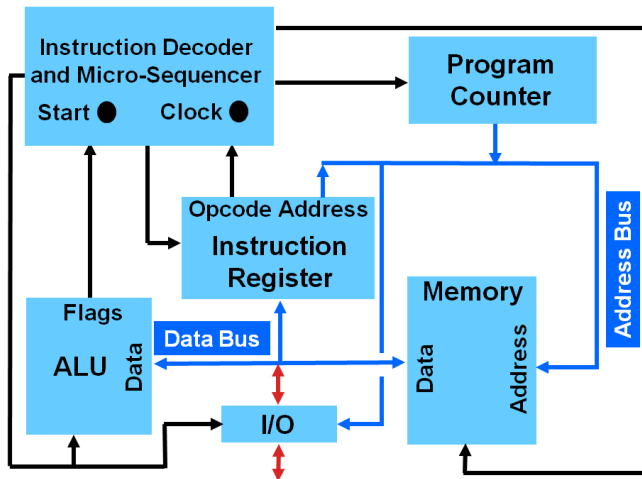 Instruction Decoder
and Micro-Sequencer
Start
Clock
Program
Counter
Opcode Address
Instruction
Register
Address Bus
Flags
ALU
Data
Data Bus
Memory
Data
Address
I/O